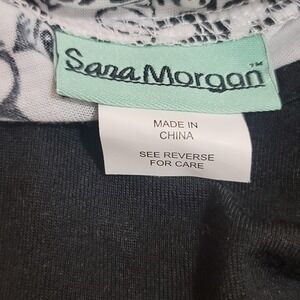 Sara Morgan™
MADE IN
CHINA
SEE REVERSE
FOR CARE